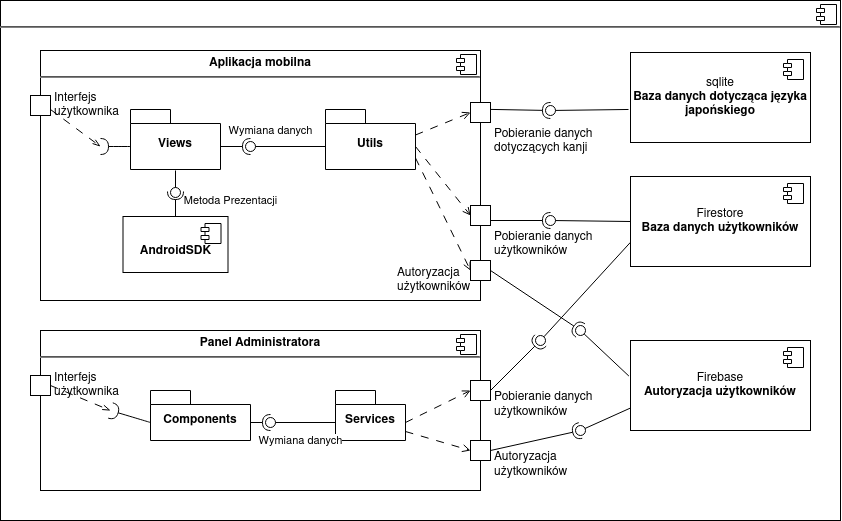 Aplikacja mobilna
Interfejs
użytkownika
Views
Wymiana danych
Utils
Metoda Prezentacji
AndroidSDK
Pobieranie danych
dotyczących kanji
Pobieranie danych
użytkowników
Autoryzacja
użytkowników
sqlite
Baza danych dotycząca języka
japońskiego
Firestore
Baza danych użytkowników
Panel Administratora
Interfejs
użytkownika
Components
Wymiana danych
Services
Pobieranie danych
użytkowników
Autoryzacja
użytkowników
Firebase
Autoryzacja użytkowników